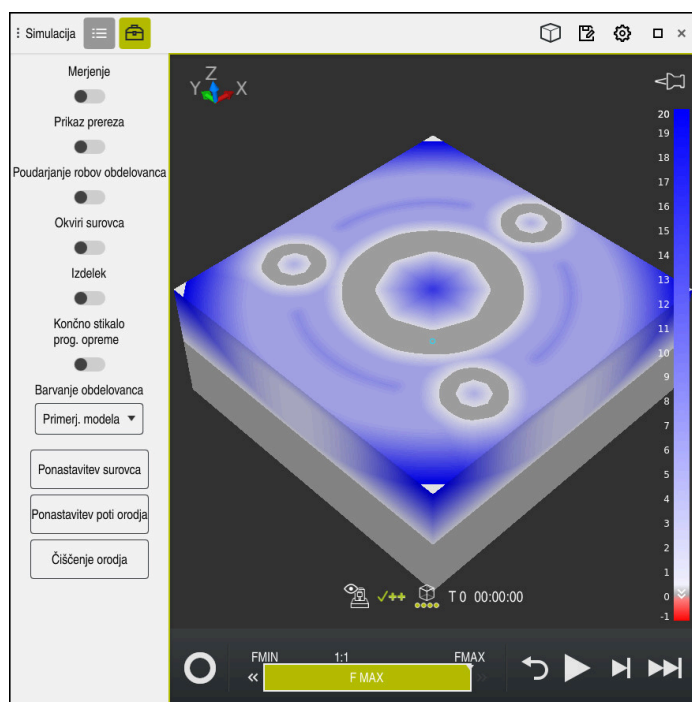 Simulacija
Merjenje
Prikaz prereza
Poudarjanje robov obdelovanca
Okviri surovca
Izdelek
Končno stikalo
prog. opreme
Barvanje obdelovanca
Primerj. modela
Ponastavitev surovca
Ponastavitev poti orodja
Čiščenje orodja
Z
Y X
20
19
18
17
16
15
14
13
12
11
10
9
8
7
6
5
4
3
2
1
0
-1
T 0 00:00:00
FMIN 1:1 FMAX
F MAX